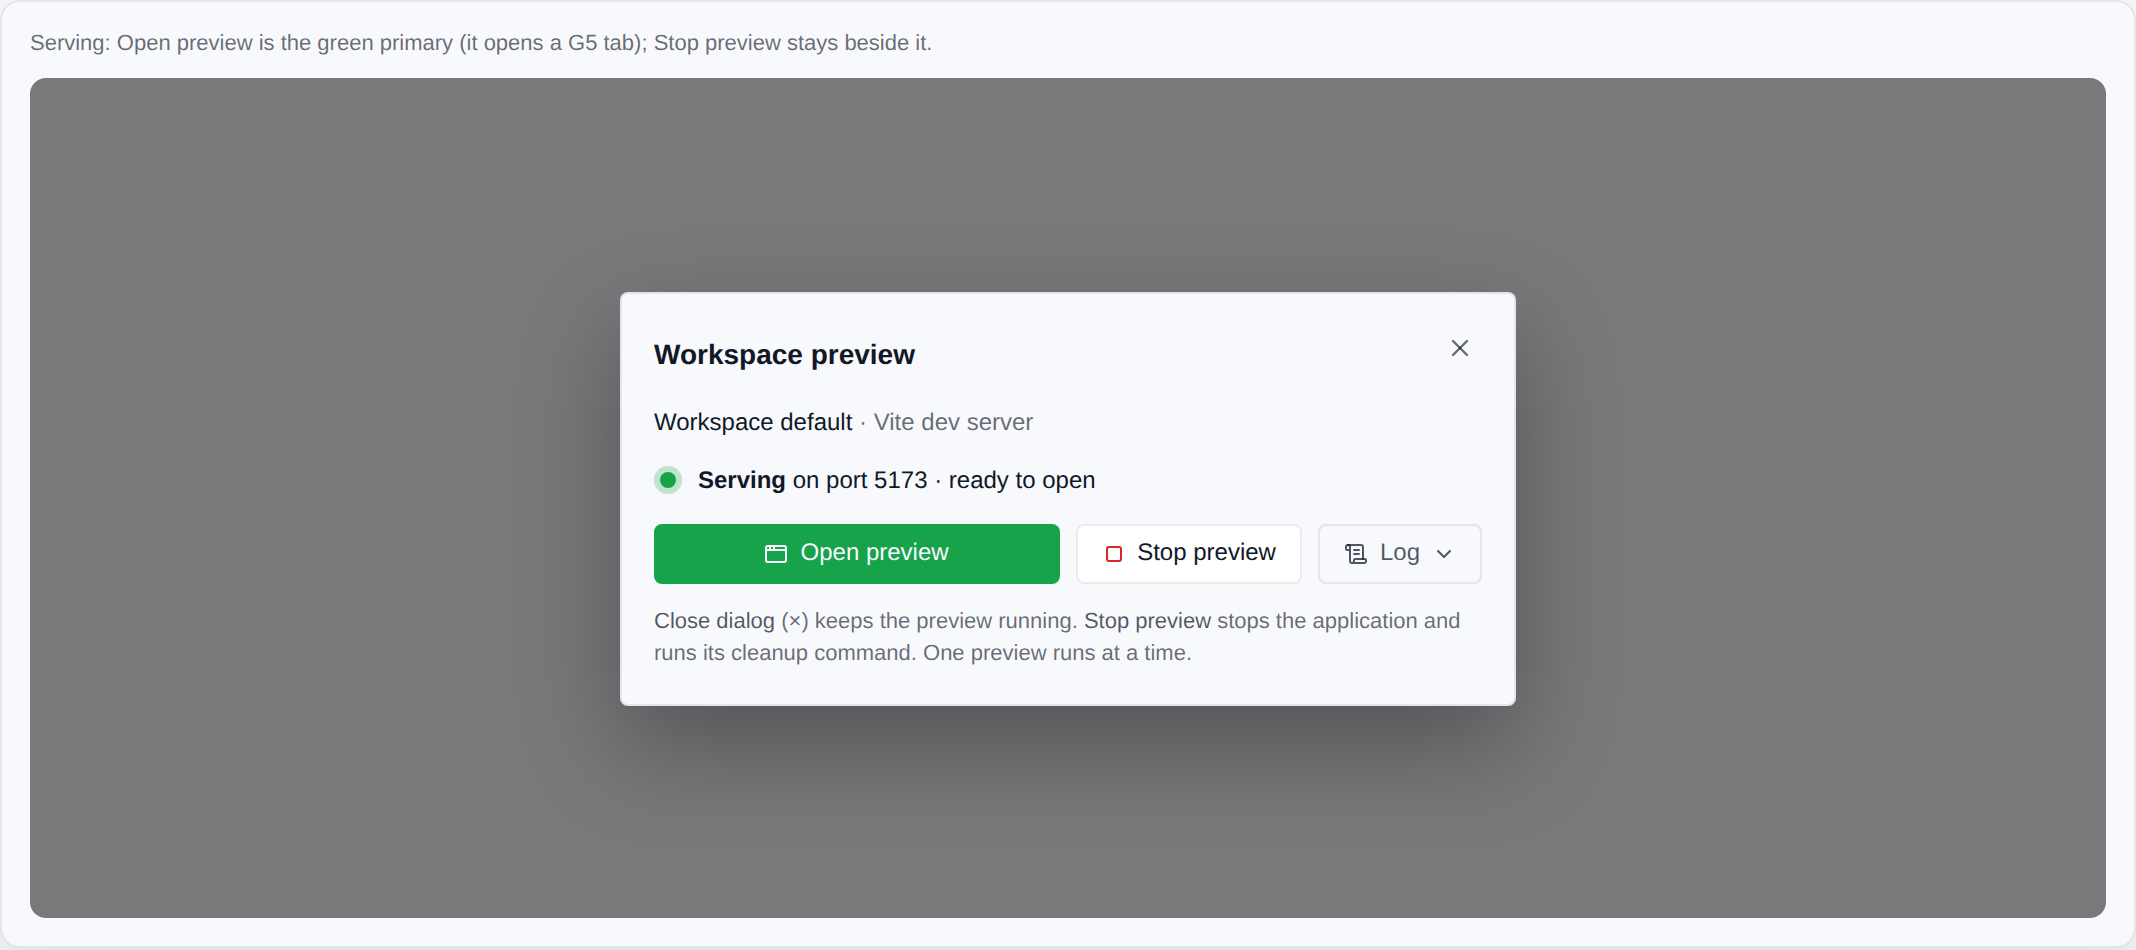 Serving: Open preview is the green primary (it opens a G5 tab); Stop preview stays beside it.
Workspace preview
Workspace default · Vite dev server
Serving on port 5173 · ready to open
Open preview
Stop preview
Log
Close dialog (×) keeps the preview running. Stop preview stops the application and
runs its cleanup command. One preview runs at a time.